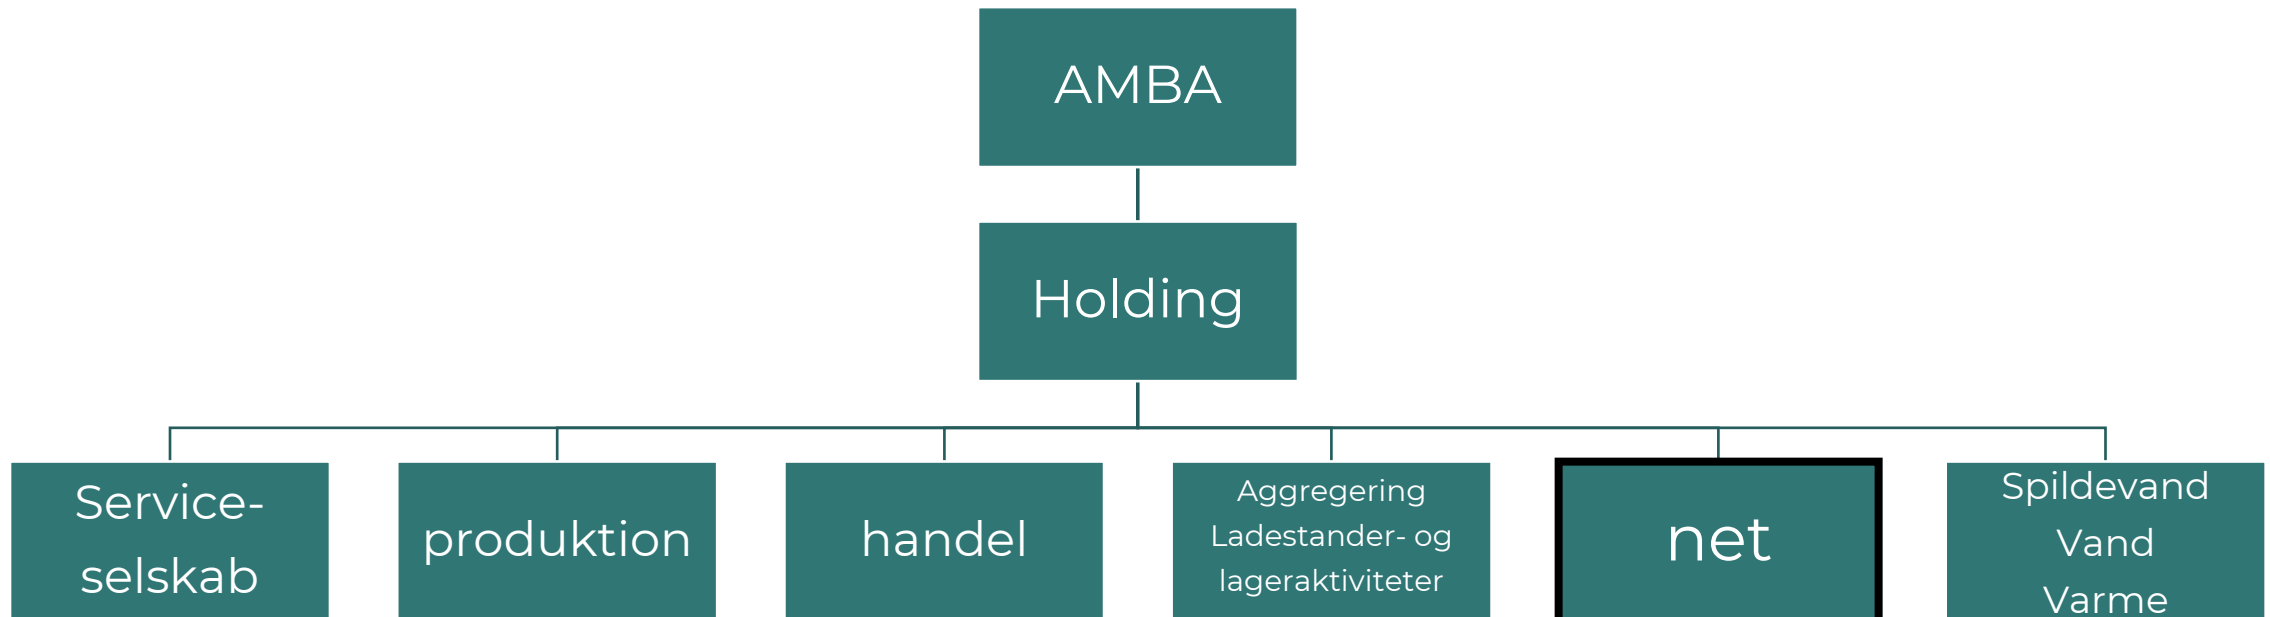 AMBA
Holding
Service-
selskab
produktion
handel
Aggregering
Ladestander- og
lageraktiviteter
net
Spildevand
Vand
Varme